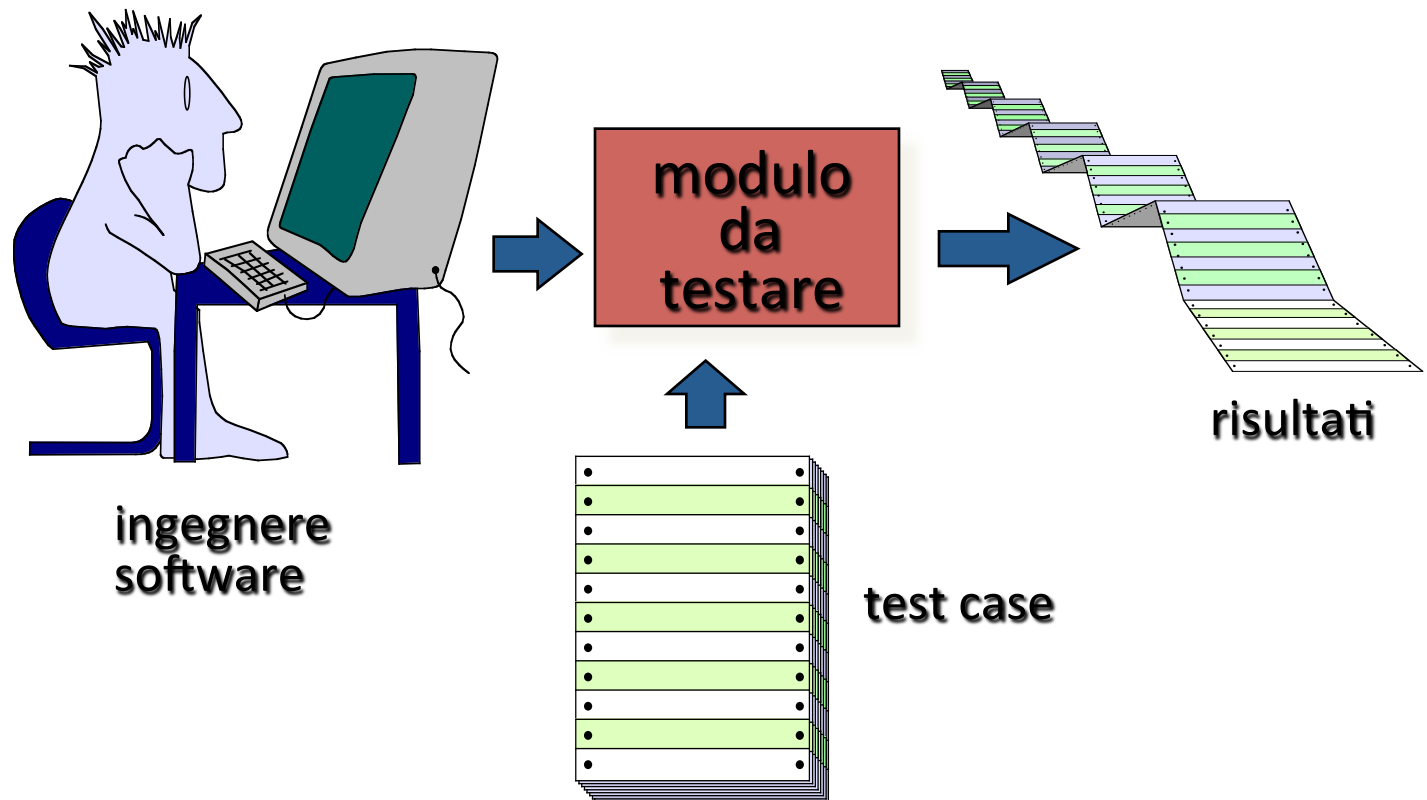 modulo
da
testare
risultati
ingegnere
software
test case